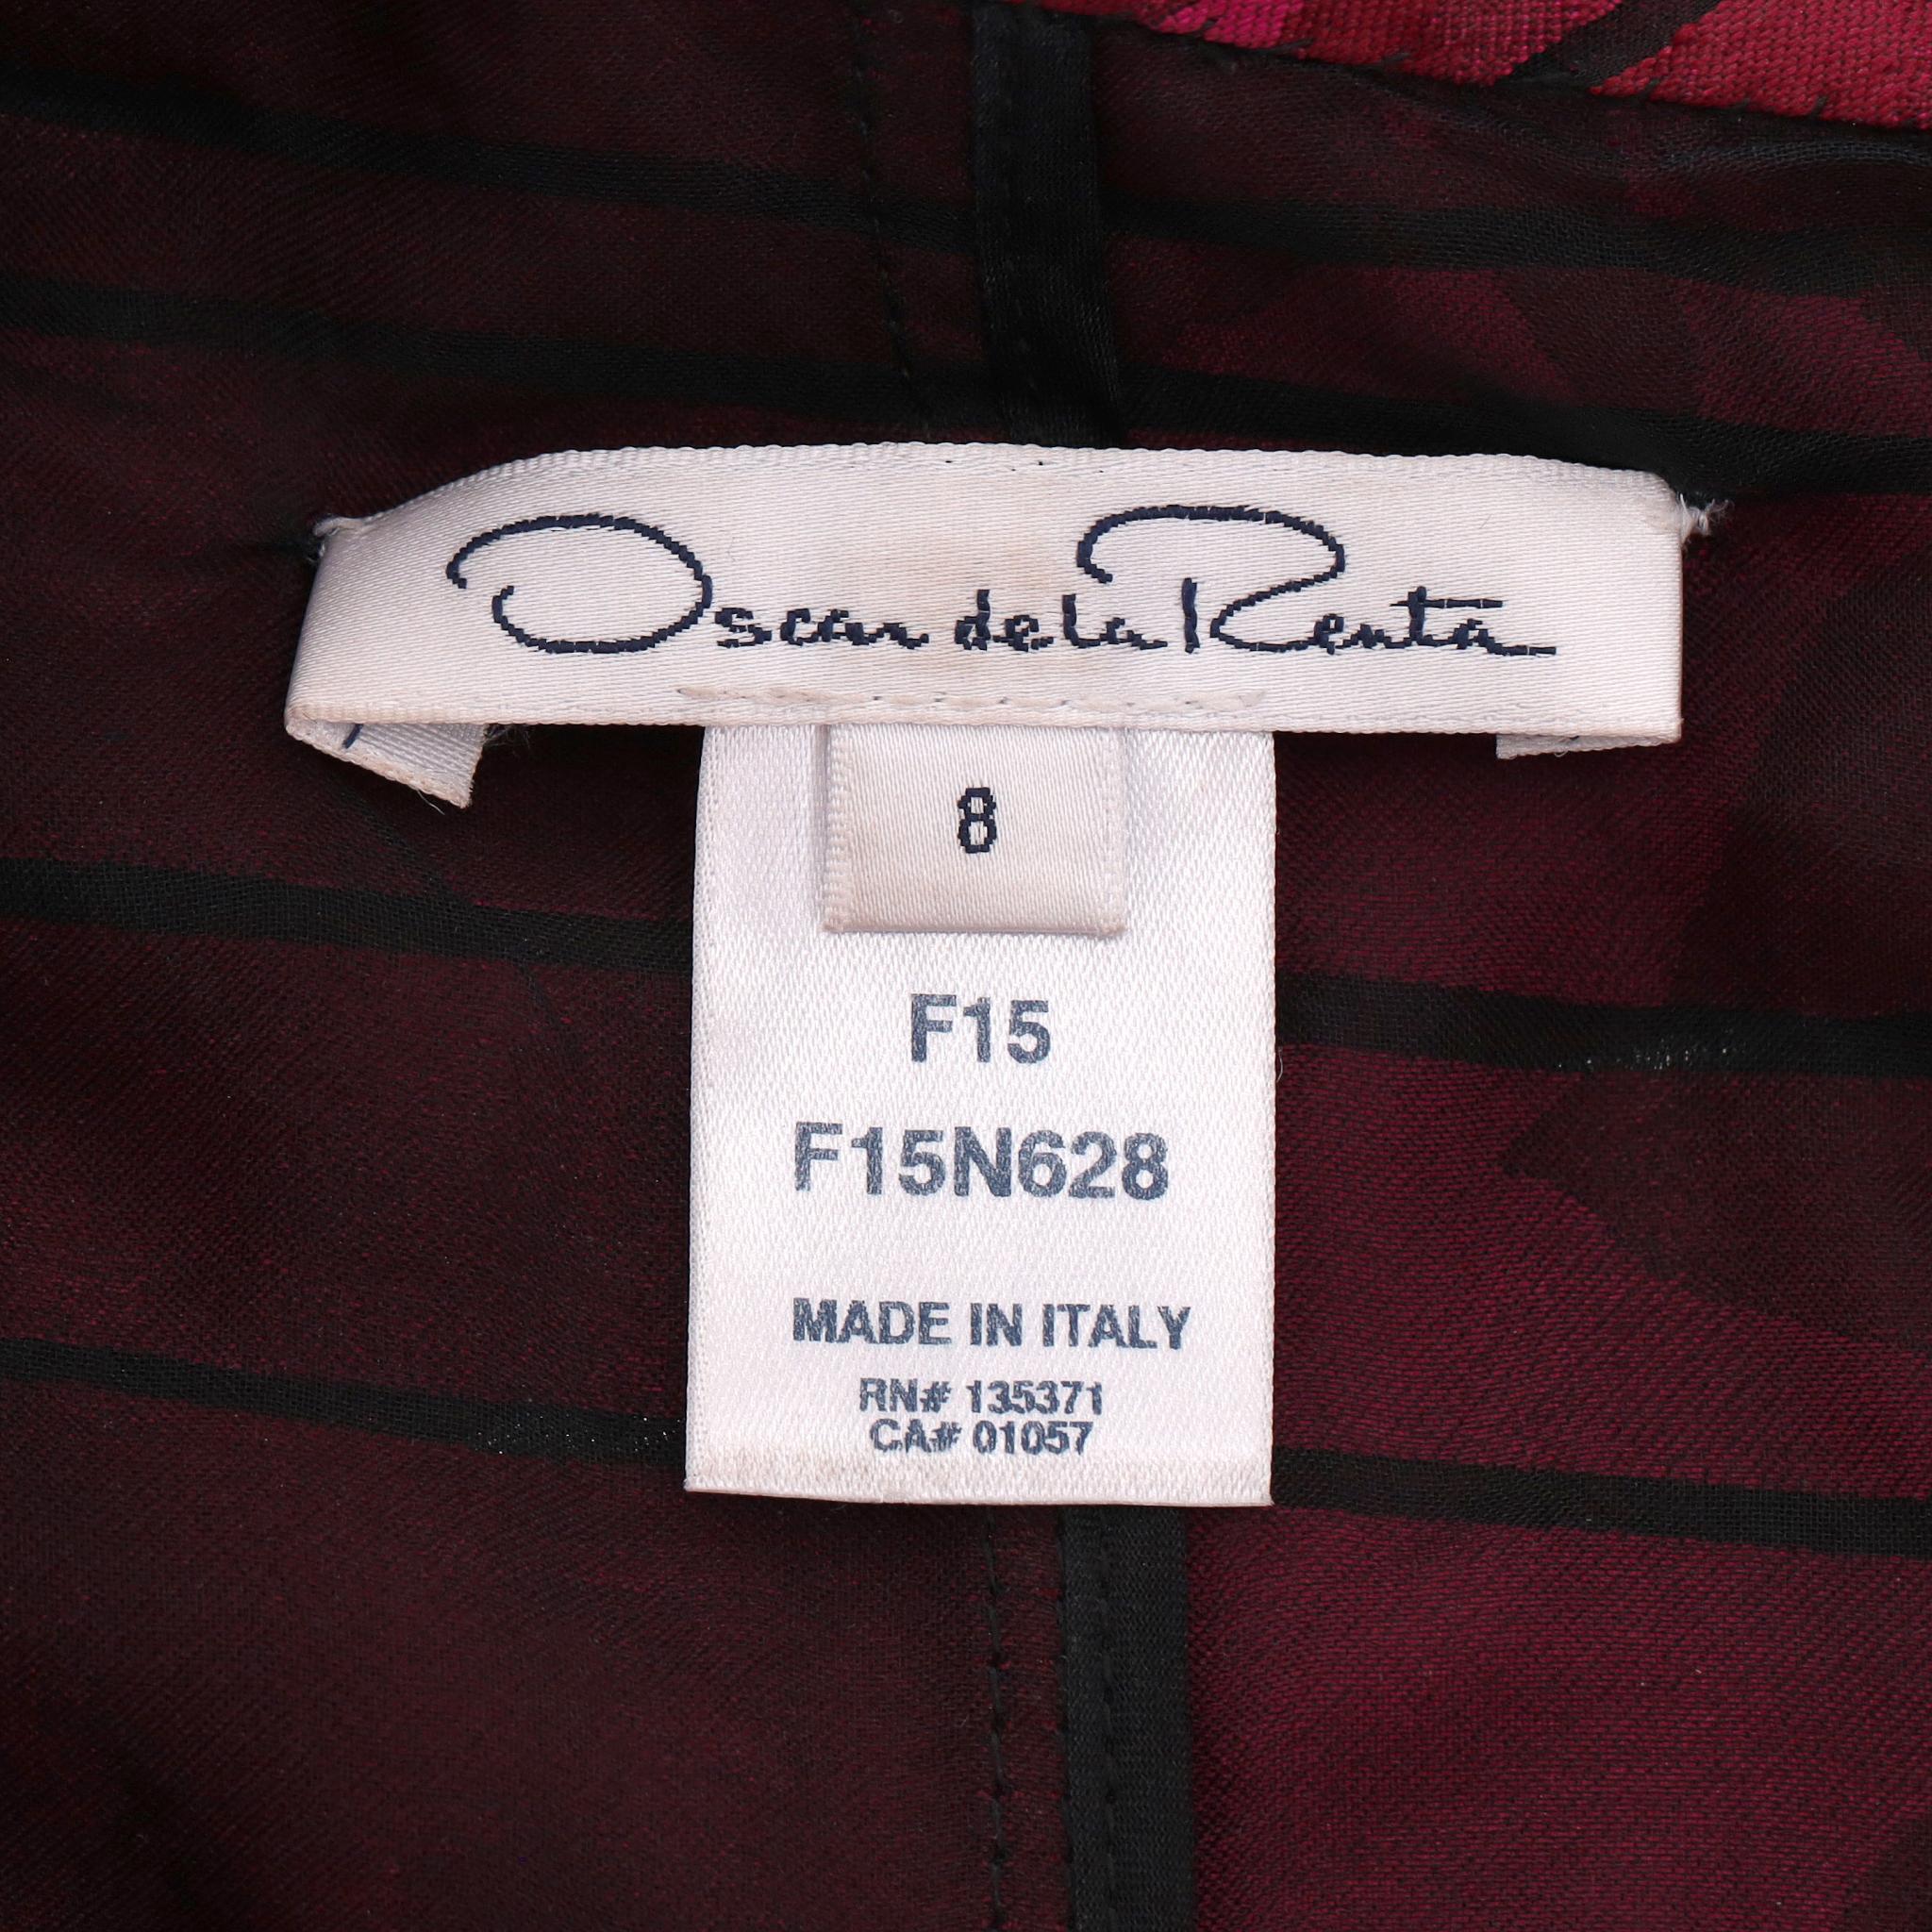 Oscar de la Renta
8
F15
F15N628
MADE IN ITALY
RN# 135371
CA# 01057